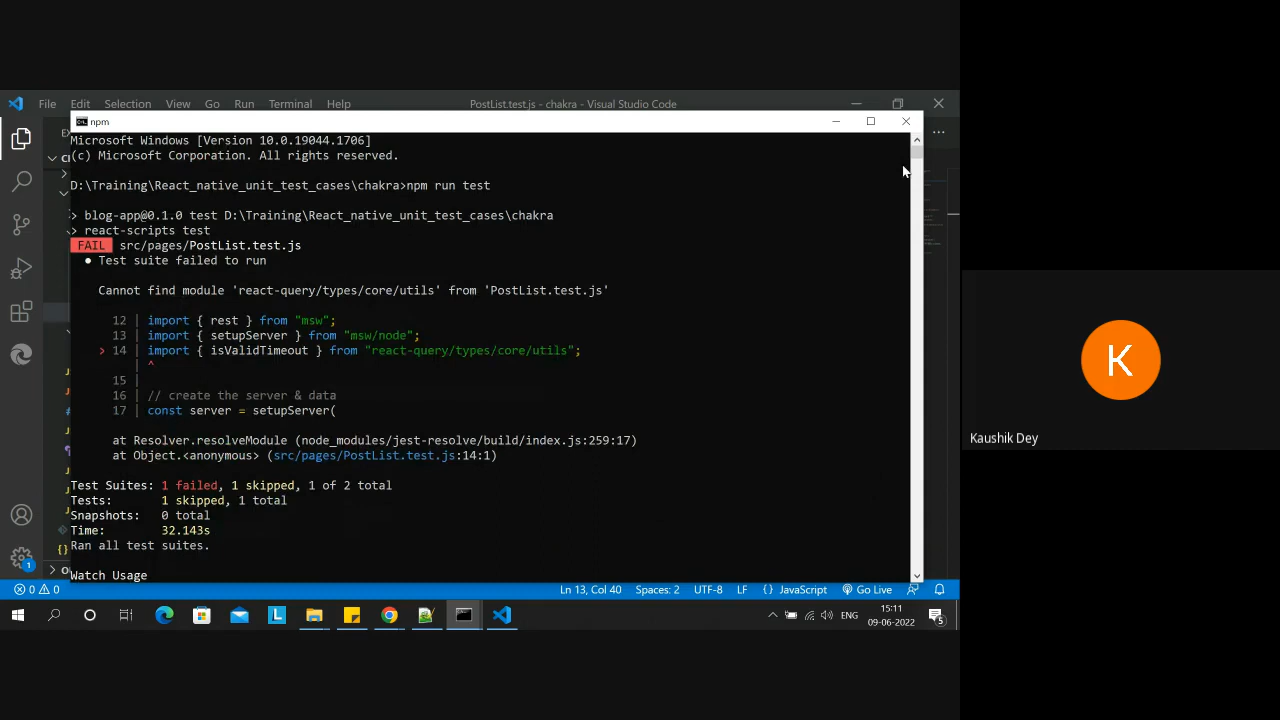 File Edit Selection View Go Run Terminal Help PostList.test.js - chakra - Visual Studio Code
npm
Microsoft Windows [Version 10.0.19044.1706]
(c) Microsoft Corporation. All rights reserved.
D:\Training\React_native_unit_test_cases\chakra>npm run test
> blog-app@0.1.0 test D:\Training\React_native_unit_test_cases\chakra
> react-scripts test
FAIL src/pages/PostList.test.js
● Test suite failed to run
Cannot find module 'react-query/types/core/utils' from 'PostList.test.js'
12 | import { rest } from "msw";
13 | import { setupServer } from "msw/node";
> 14 | import { isValidTimeout } from "react-query/types/core/utils";
| ^
15 |
16 | // create the server & data
17 | const server = setupServer(
at Resolver.resolveModule (node_modules/jest-resolve/build/index.js:259:17)
at Object.<anonymous> (src/pages/PostList.test.js:14:1)
Test Suites: 1 failed, 1 skipped, 1 of 2 total
Tests: 1 skipped, 1 total
Snapshots: 0 total
Time: 32.143s
Ran all test suites.
Watch Usage
0 0 Ln 13, Col 40 Spaces: 2 UTF-8 LF {} JavaScript Go Live
ENG
15:11
09-06-2022
5
1
K
Kaushik Dey